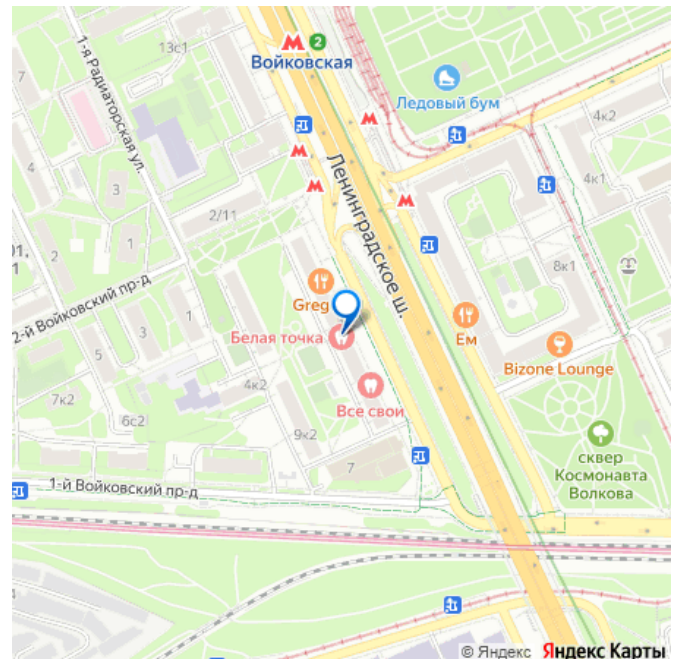 13с1
2
Войковская
7
1-я Радиаторская ул.
Ледовый бум
4к2
4
3
4к1
2/11
Ленинградское ш.
1
2
8к1
2-й Войковский пр-д
1
Greg
Белая точка
Ем
Bizone Lounge
4к2
Все свои
7к2
6с2
9к2
7
сквер
Космонавта
Волкова
1-й Войковский пр-д
© Яндекс Яндекс Карты